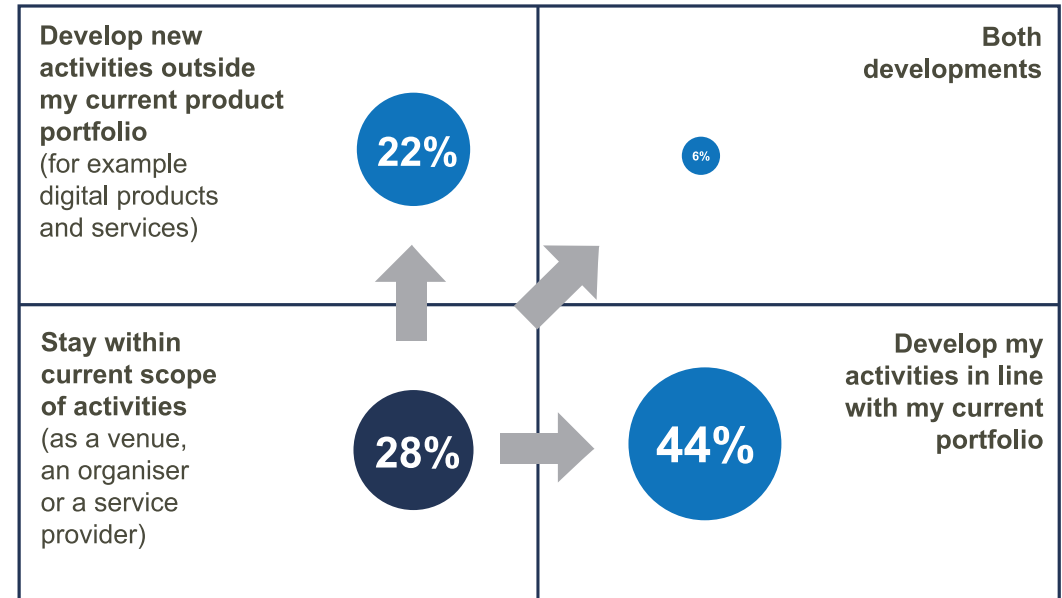 Develop new
activities outside
my current product
portfolio
(for example
digital products
and services)
22%
Both
developments
6%
Stay within
current scope
of activities
(as a venue,
an organiser
or a service
provider)
28%
Develop my
activities in line
with my current
portfolio
44%